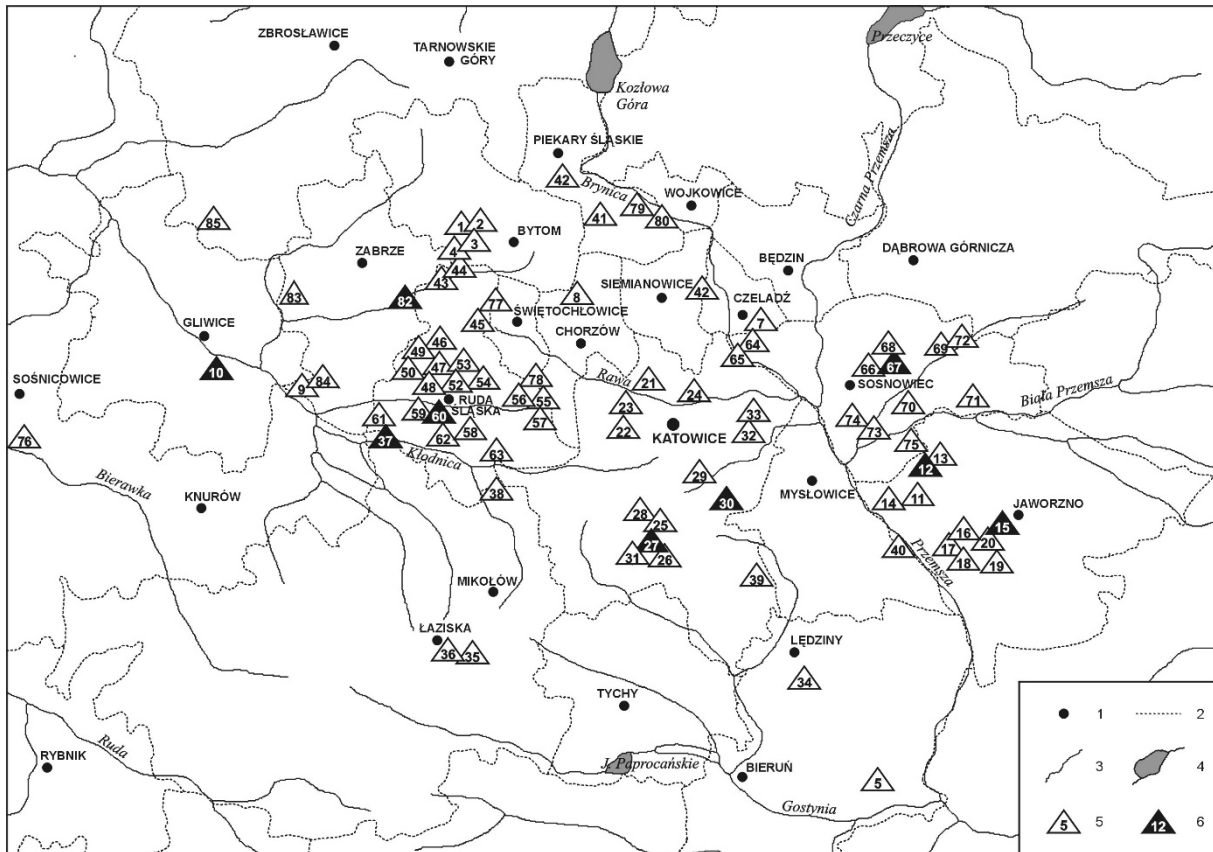 ZBROSŁAWICE
TARNOWSKIE
GÓRY
Przeczyce
Kozłowa
Góra
PIEKARY ŚLĄSKIE
42
Brynica
WOJKOWICE
Czarna Przemsza
85
1
2
41
79
80
BYTOM
3
4
ZABRZE
44
43
BĘDZIN
DĄBROWA GÓRNICZA
83
82
77
8
SIEMIANOWICE
42
CZELADŹ
7
ŚWIĘTOCHŁOWICE
45
CHORZÓW
GLIWICE
46
49
64
65
68
69
72
10
50
47
53
66
67
SOŚNICOWICE
9
84
48
52
54
78
Rawa
21
24
SOSNOWIEC
Biała Przemsza
RUDA
ŚLĄSKA
56
55
23
33
70
71
59
60
61
57
22
KATOWICE
32
74
73
76
37
62
58
75
13
12
Kłodnica
63
Bierawka
29
MYSŁOWICE
38
30
14
11
KNURÓW
JAWORZNO
28
25
15
16
27
31
26
40
17
20
18
19
Przemsza
MIKOŁÓW
39
ŁAZISKA
36
35
LĘDZINY
34
TYCHY
Ruda
RYBNIK
J. Paprocańskie
BIERUŃ
5
Gostynia
1
2
3
4
5
5
12
6